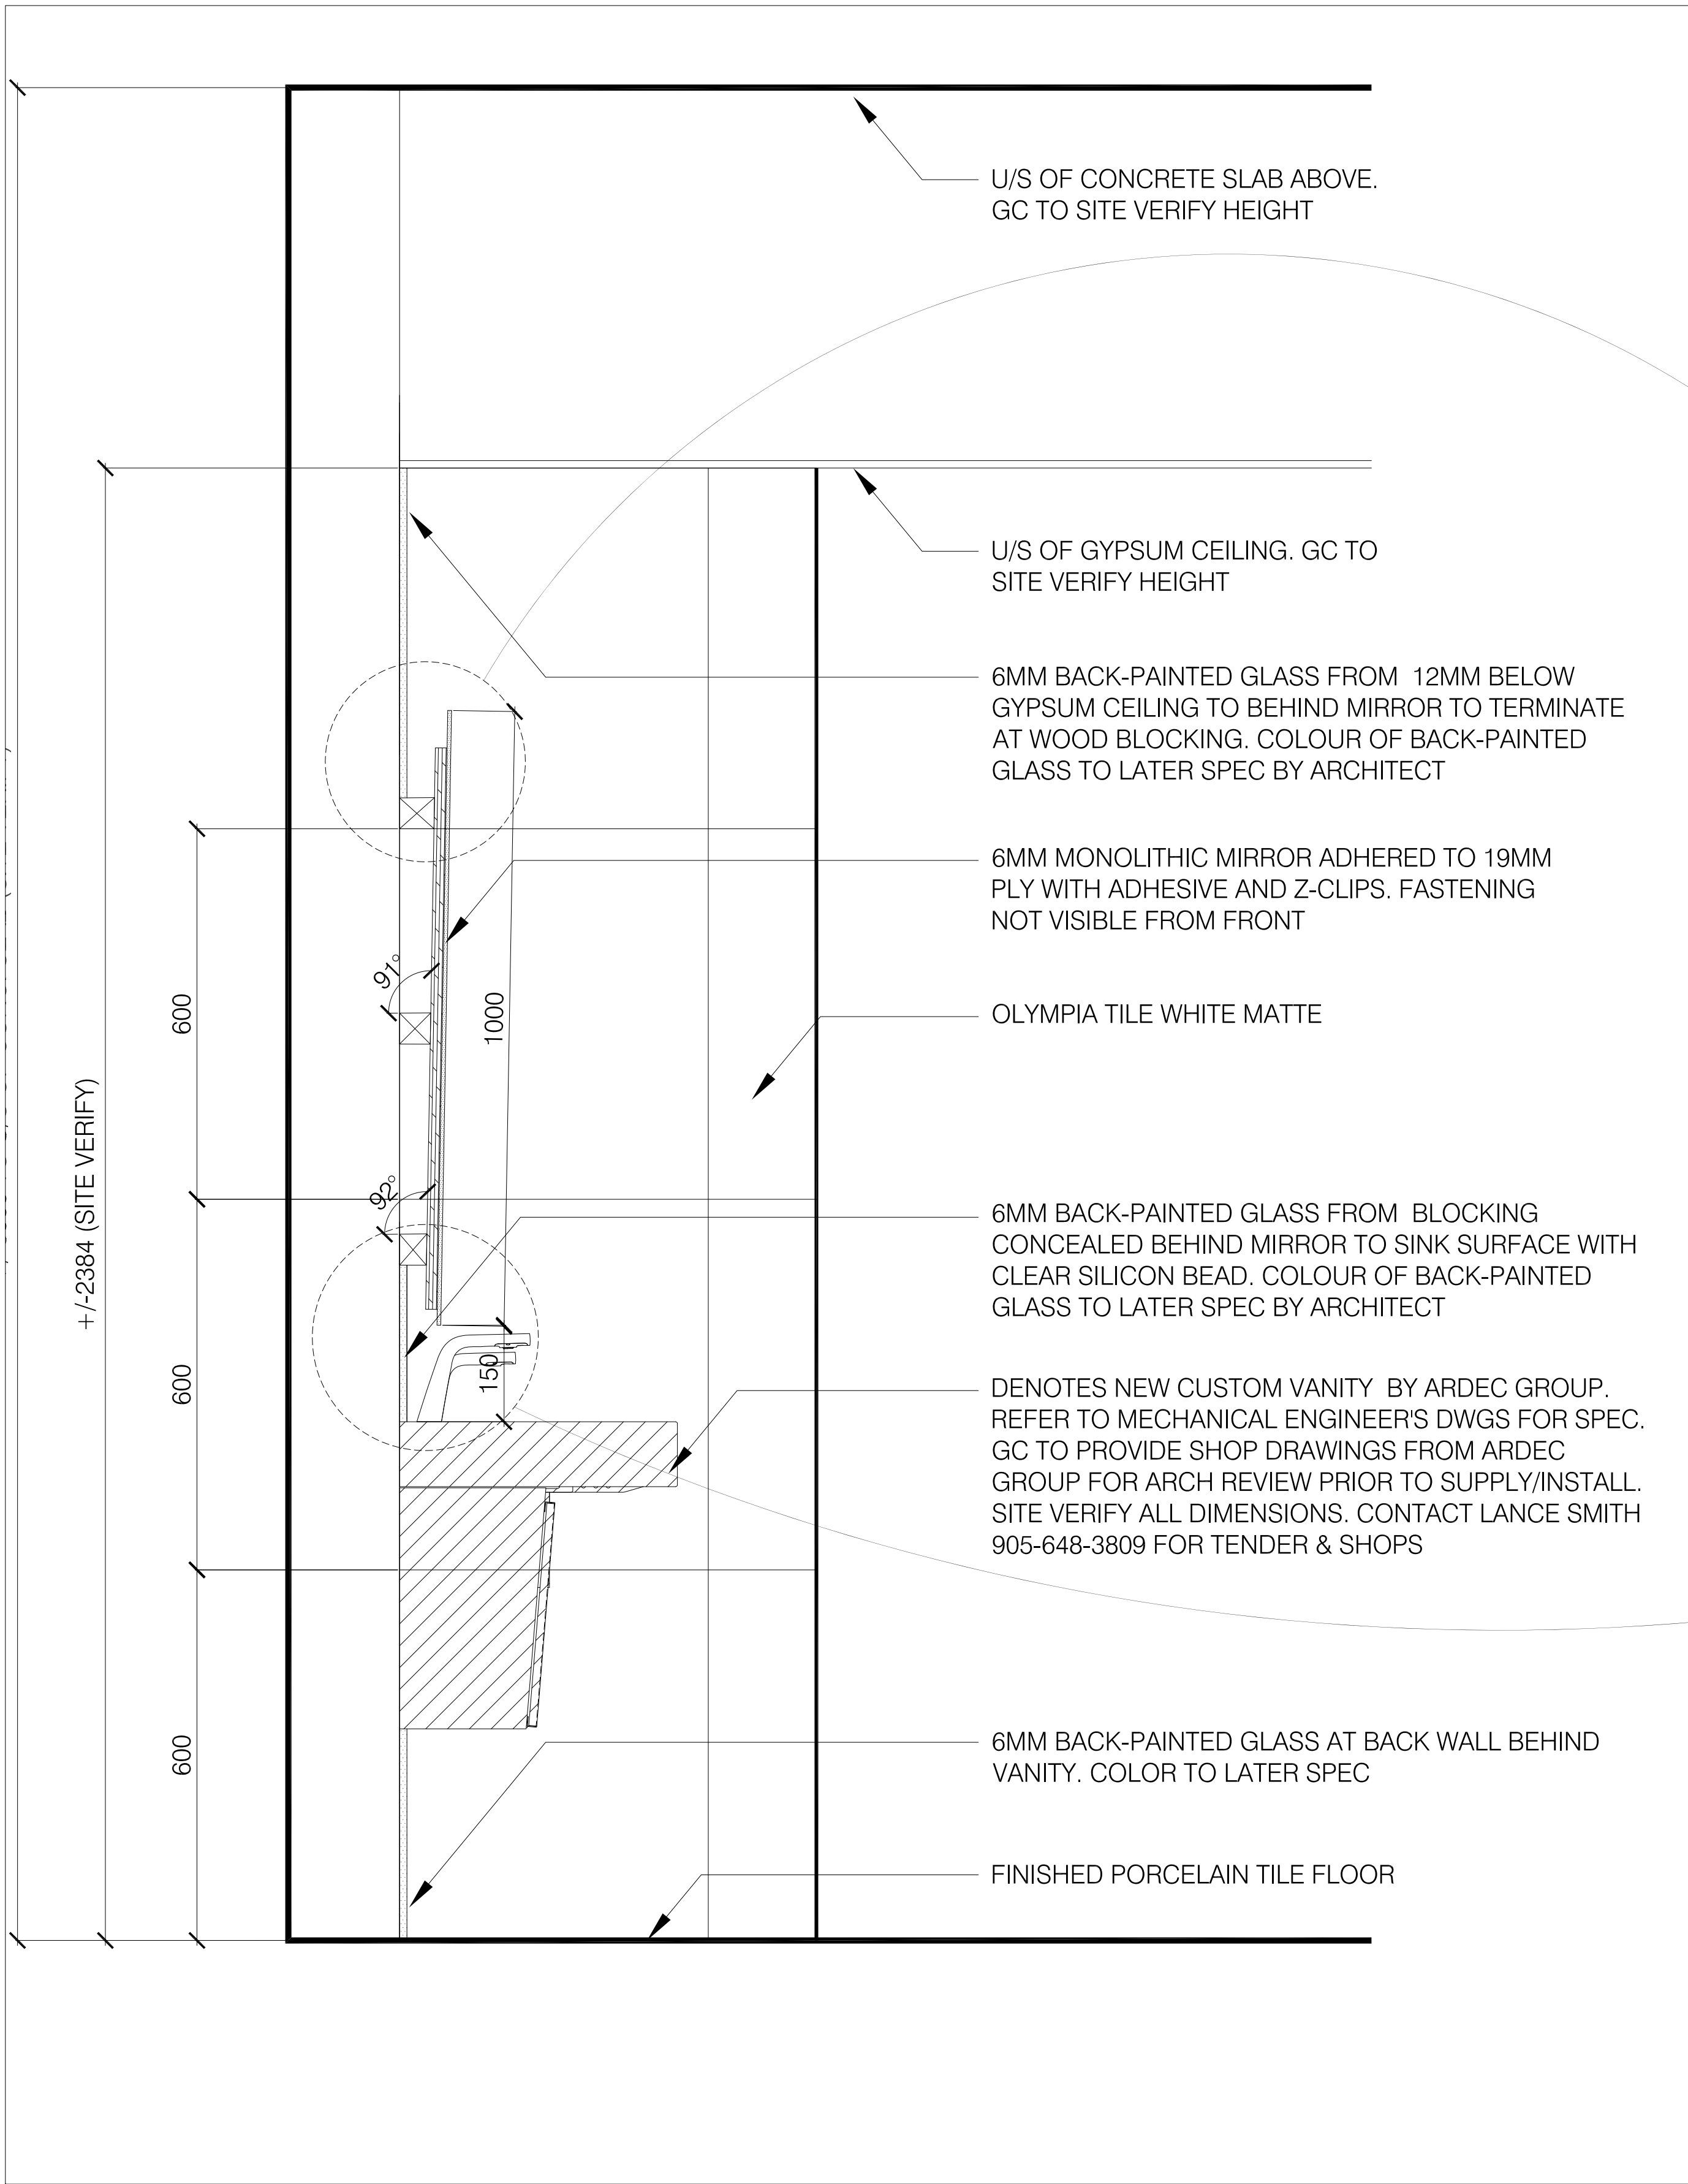 U/S OF CONCRETE SLAB ABOVE.
GC TO SITE VERIFY HEIGHT
U/S OF GYPSUM CEILING. GC TO
SITE VERIFY HEIGHT
6MM BACK-PAINTED GLASS FROM  12MM BELOW
GYPSUM CEILING TO BEHIND MIRROR TO TERMINATE
AT WOOD BLOCKING. COLOUR OF BACK-PAINTED
GLASS TO LATER SPEC BY ARCHITECT
6MM MONOLITHIC MIRROR ADHERED TO 19MM
PLY WITH ADHESIVE AND Z-CLIPS. FASTENING
NOT VISIBLE FROM FRONT
91°
600
1000
OLYMPIA TILE WHITE MATTE
+/-2384 (SITE VERIFY)
92°
6MM BACK-PAINTED GLASS FROM  BLOCKING
CONCEALED BEHIND MIRROR TO SINK SURFACE WITH
CLEAR SILICON BEAD. COLOUR OF BACK-PAINTED
GLASS TO LATER SPEC BY ARCHITECT
600
150
DENOTES NEW CUSTOM VANITY  BY ARDEC GROUP.
REFER TO MECHANICAL ENGINEER'S DWGS FOR SPEC.
GC TO PROVIDE SHOP DRAWINGS FROM ARDEC
GROUP FOR ARCH REVIEW PRIOR TO SUPPLY/INSTALL.
SITE VERIFY ALL DIMENSIONS. CONTACT LANCE SMITH
905-648-3809 FOR TENDER & SHOPS
600
6MM BACK-PAINTED GLASS AT BACK WALL BEHIND
VANITY. COLOR TO LATER SPEC
FINISHED PORCELAIN TILE FLOOR